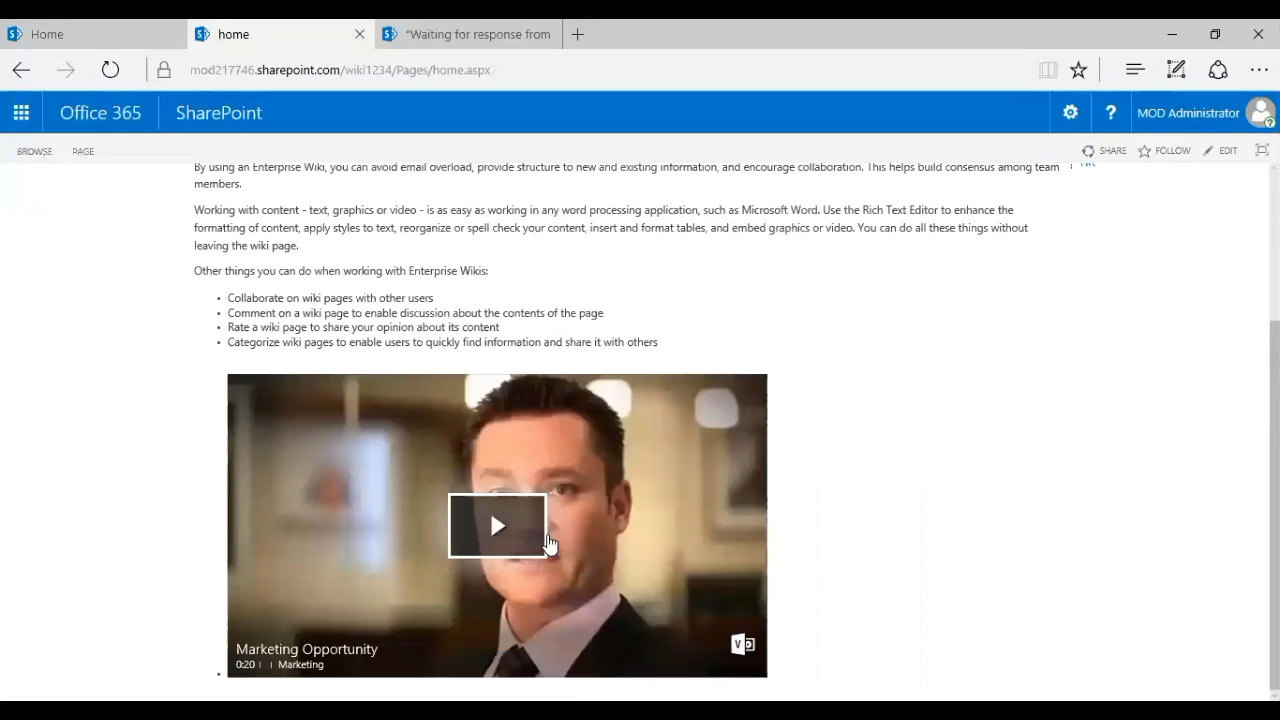 Home
home
"Waiting for response from
mod217746.sharepoint.com/wiki1234/Pages/home.aspx
Office 365
SharePoint
?
MOD Administrator
BROWSE
PAGE
SHARE
FOLLOW
EDIT
By using an Enterprise Wiki, you can avoid email overload, provide structure to new and existing information, and encourage collaboration. This helps build consensus among team
members.
Working with content - text, graphics or video - is as easy as working in any word processing application, such as Microsoft Word. Use the Rich Text Editor to enhance the
formatting of content, apply styles to text, reorganize or spell check your content, insert and format tables, and embed graphics or video. You can do all these things without
leaving the wiki page.
Other things you can do when working with Enterprise Wikis:
• Collaborate on wiki pages with other users
• Comment on a wiki page to enable discussion about the contents of the page
• Rate a wiki page to share your opinion about its content
• Categorize wiki pages to enable users to quickly find information and share it with others
Marketing Opportunity
0:20 | | Marketing